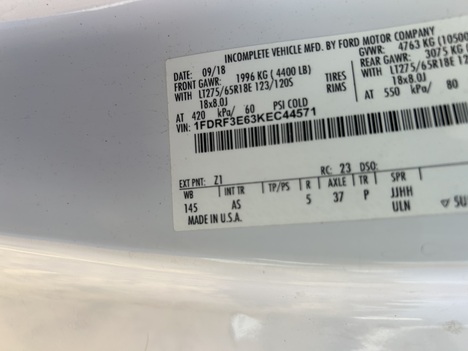 INCOMPLETE VEHICLE MFD. BY FORD MOTOR COMPANY
DATE: 09/18 GVWR: 4763 KG (10500
FRONT GAWR: 1996 KG (4400 LB) REAR GAWR: 3075 KG
WITH LT275/65R18E 123/120S TIRES WITH LT275/65R18E 123
18x8.0J RIMS 18x8.0J
AT 420 kPa/ 60 PSI COLD AT 550 kPa/ 80
VIN: 1FDRF3E63KEC44571
EXT PNT: Z1 RC: 23 DSO:
WB INT TR TP/PS R AXLE TR SPR
145 AS 5 37 P JJHH
MADE IN U.S.A. ULN ▽ SU